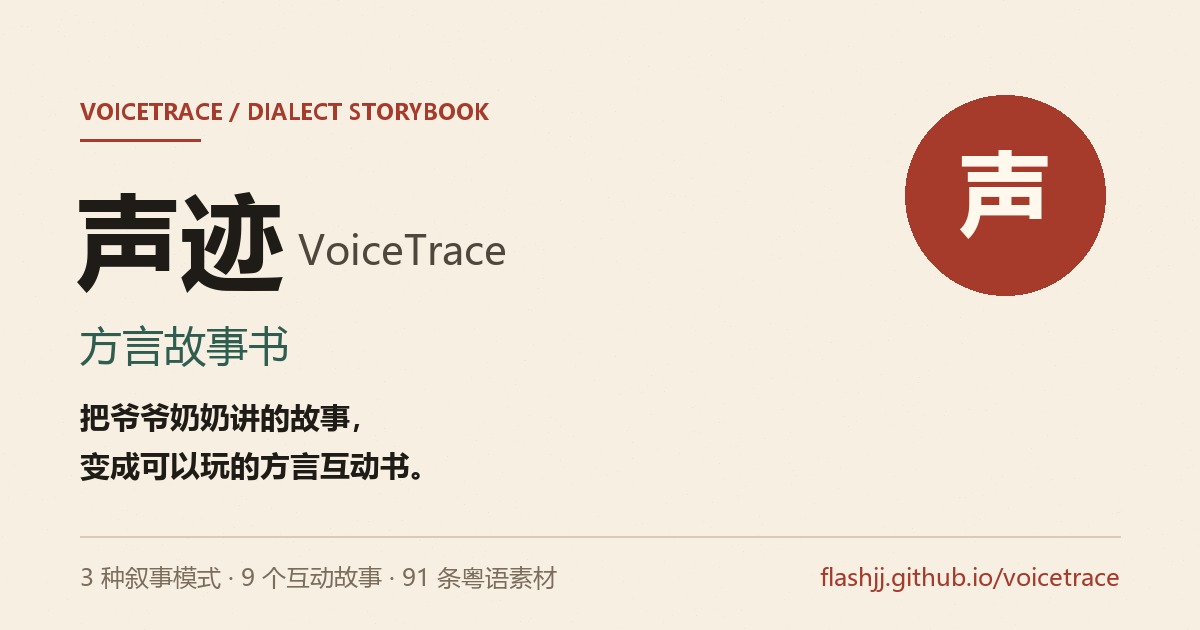 VOICETRACE / DIALECT STORYBOOK
声
声迹 VoiceTrace
方言故事书
把爷爷奶奶讲的故事，
变成可以玩的方言互动书。
3 种叙事模式 · 9 个互动故事 · 91 条粤语素材
flashjj.github.io/voicetrace